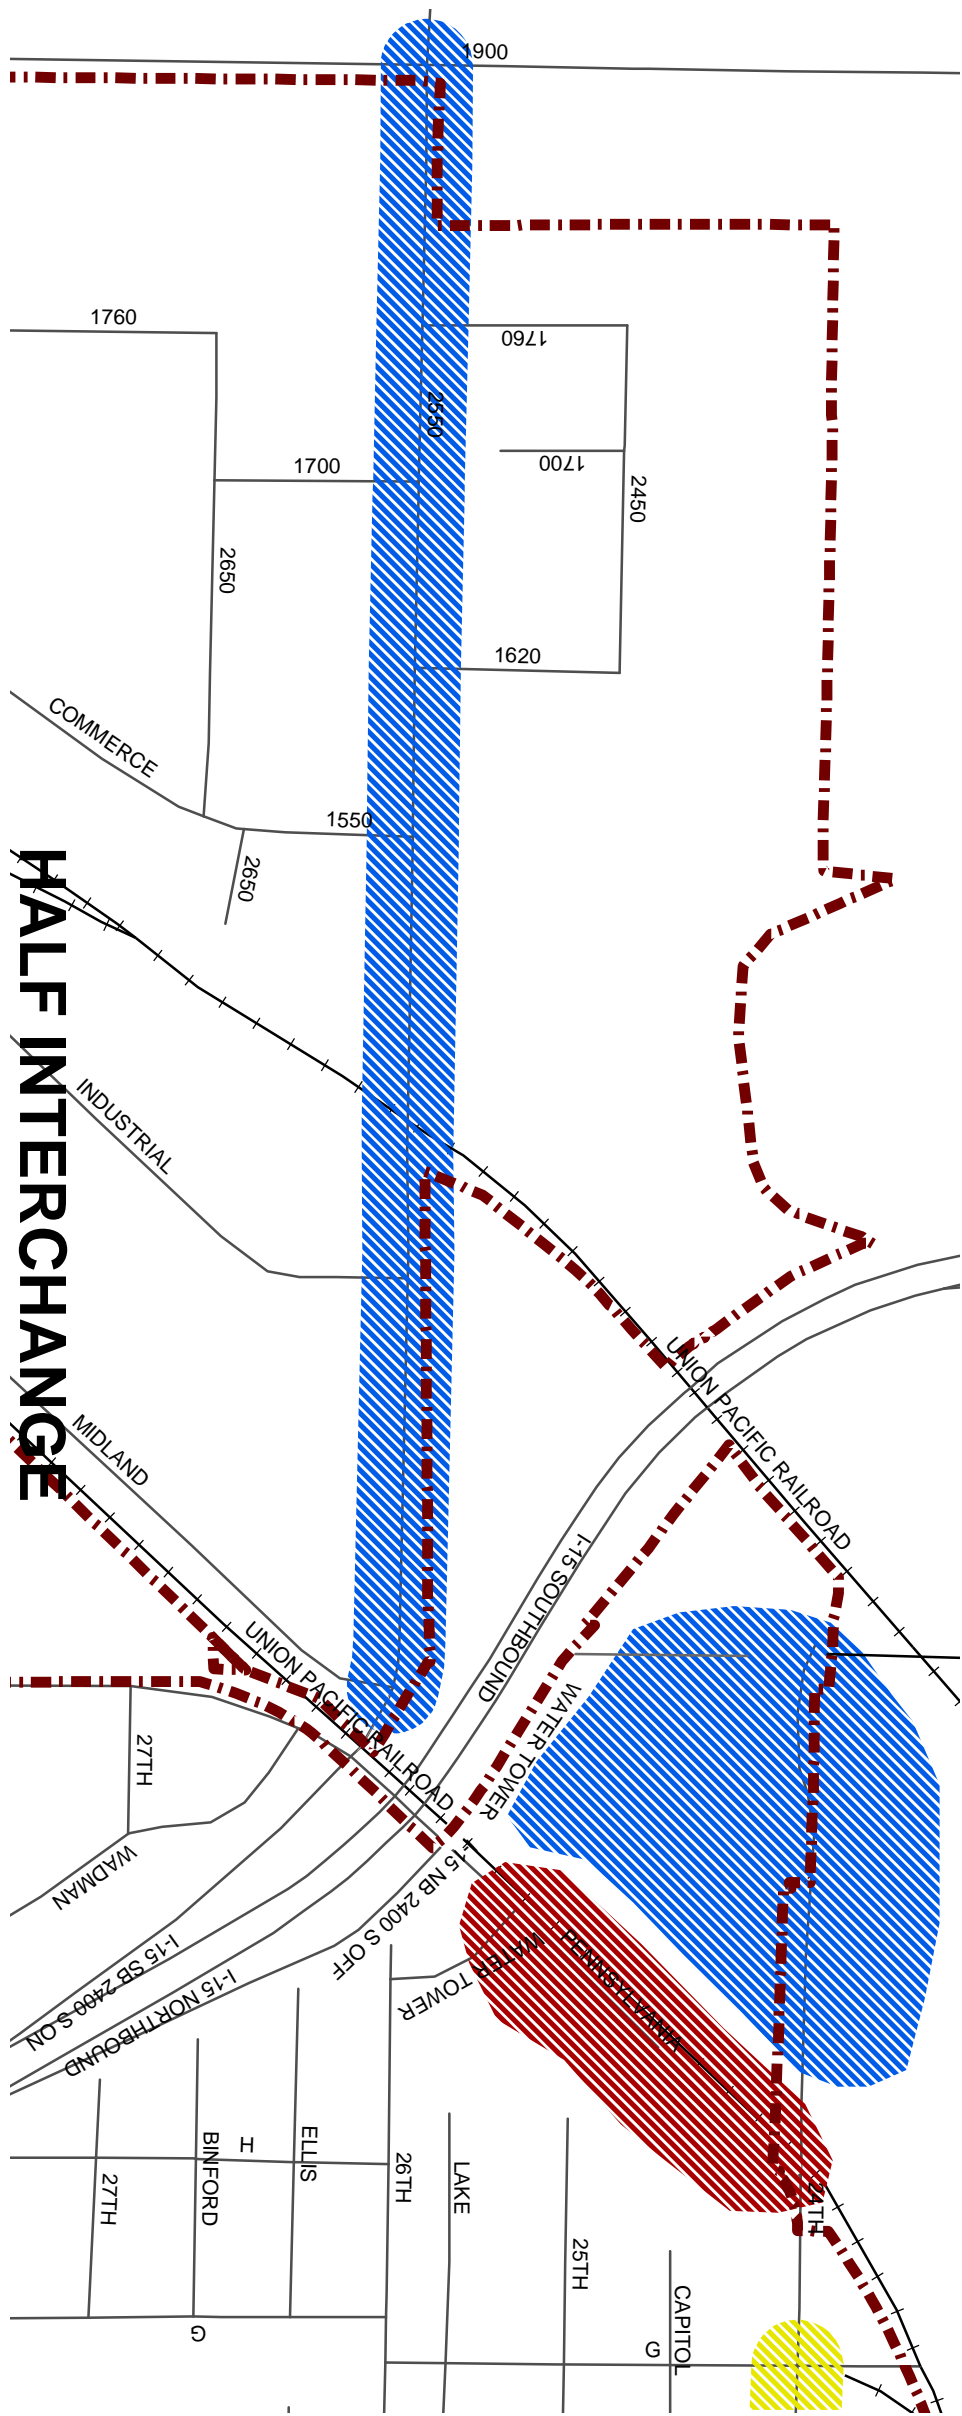 1900
1760
1760
2550
1700
1700
2450
2650
1620
COMMERCE
1550
2650
HALF INTERCHANGE
INDUSTRIAL
UNION PACIFIC RAILROAD
MIDLAND
I-15 SOUTHBOUND
UNION PACIFIC RAILROAD
WATER TOWER
27TH
WADMAN
15 NB 2400 S OFF
I-15 SB 2400 S ON
I-15 NORTHBOUND
WATER TOWER
PENNSYLVANIA
H
ELLIS
BINFORD
26TH
LAKE
27TH
24TH
25TH
CAPITOL
G
G